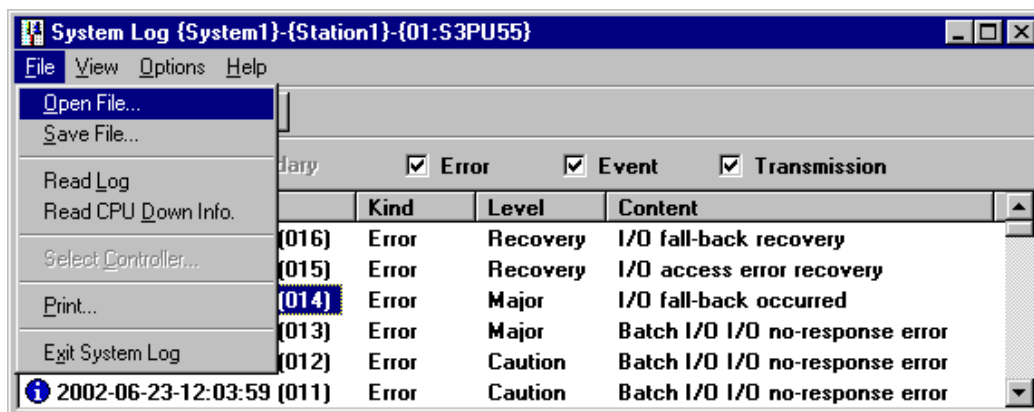 System Log {System1}-{Station1}-{01:S3PU55}
File View Options Help
Open File...
Save File...
Read Log
Read CPU Down Info.
Select Controller...
Print...
Exit System Log
Error Event Transmission
Kind Level Content
(016) Error Recovery I/O fall-back recovery
(015) Error Recovery I/O access error recovery
(014) Error Major I/O fall-back occurred
(013) Error Major Batch I/O I/O no-response error
(012) Error Caution Batch I/O I/O no-response error
2002-06-23-12:03:59 (011) Error Caution Batch I/O I/O no-response error